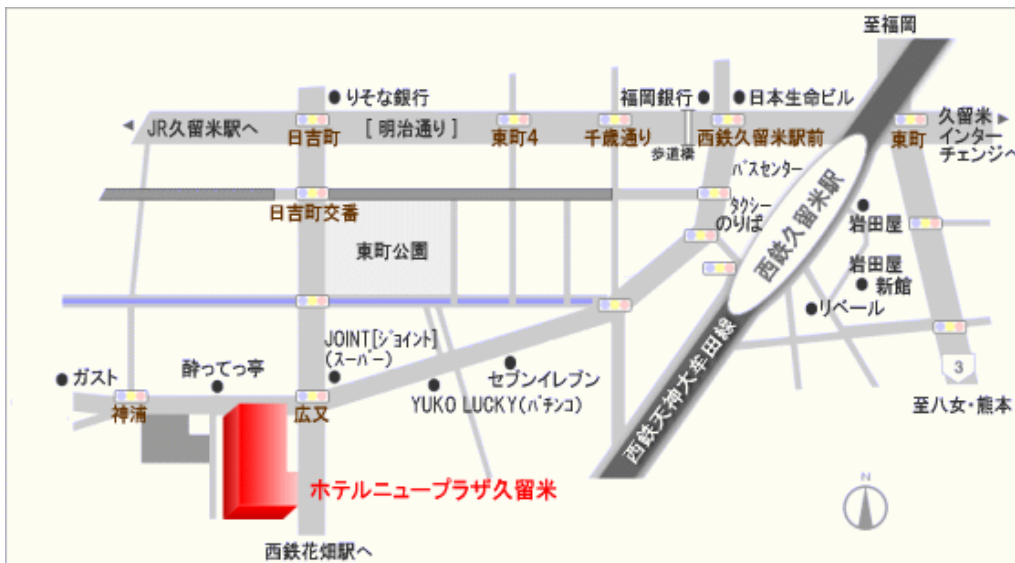 至福岡
りそな銀行
福岡銀行
日本生命ビル
JR久留米駅へ
日吉町
[ 明治通り ]
東町4
千歳通り
歩道橋
西鉄久留米駅前
東町
久留米
インター
チェンジへ
バスセンター
日吉町交番
タクシー
のりば
西鉄久留米駅
岩田屋
東町公園
岩田屋
新館
リベール
JOINT[ジョイント]
(スーパー)
ガスト
酔ってっ亭
セブンイレブン
YUKO LUCKY(パチンコ)
3
神浦
広又
至八女・熊本
西鉄天神大牟田線
ホテルニュープラザ久留米
N
西鉄花畑駅へ